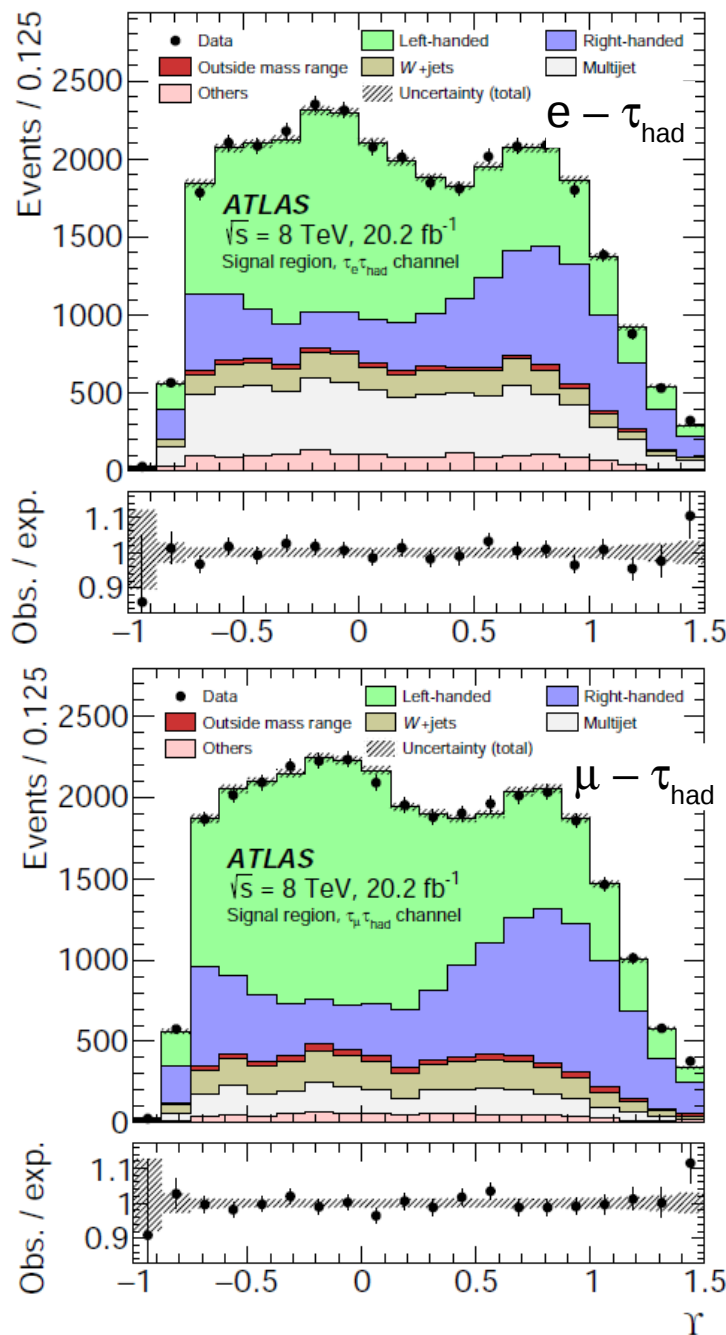 Data Left-handed Right-handed
Outside mass range W+jets Multijet
Others Uncertainty (total)
e – τhad
Events / 0.125
2500
2000
1500
1000
500
0
ATLAS
√s = 8 TeV, 20.2 fb-1
Signal region, τeτhad channel
Obs. / exp.
1.1
1
0.9
−1 −0.5 0 0.5 1 1.5
Data Left-handed Right-handed
Outside mass range W+jets Multijet
Others Uncertainty (total)
μ – τhad
Events / 0.125
2500
2000
1500
1000
500
0
ATLAS
√s = 8 TeV, 20.2 fb-1
Signal region, τμτhad channel
Obs. / exp.
1.1
1
0.9
−1 −0.5 0 0.5 1 1.5
ϒ